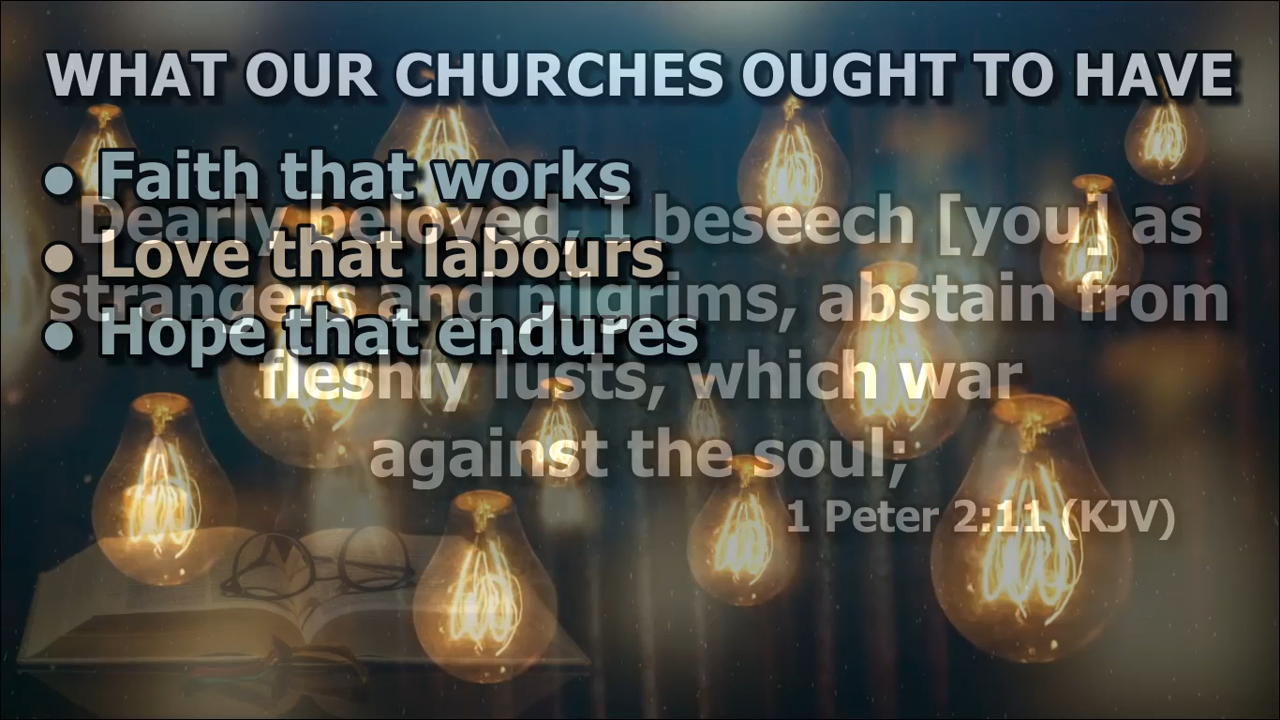 WHAT OUR CHURCHES OUGHT TO HAVE
• Faith that works
• Love that labours
• Hope that endures
Dearly beloved, I beseech [you] as
strangers and pilgrims, abstain from
fleshly lusts, which war
against the soul;
1 Peter 2:11 (KJV)